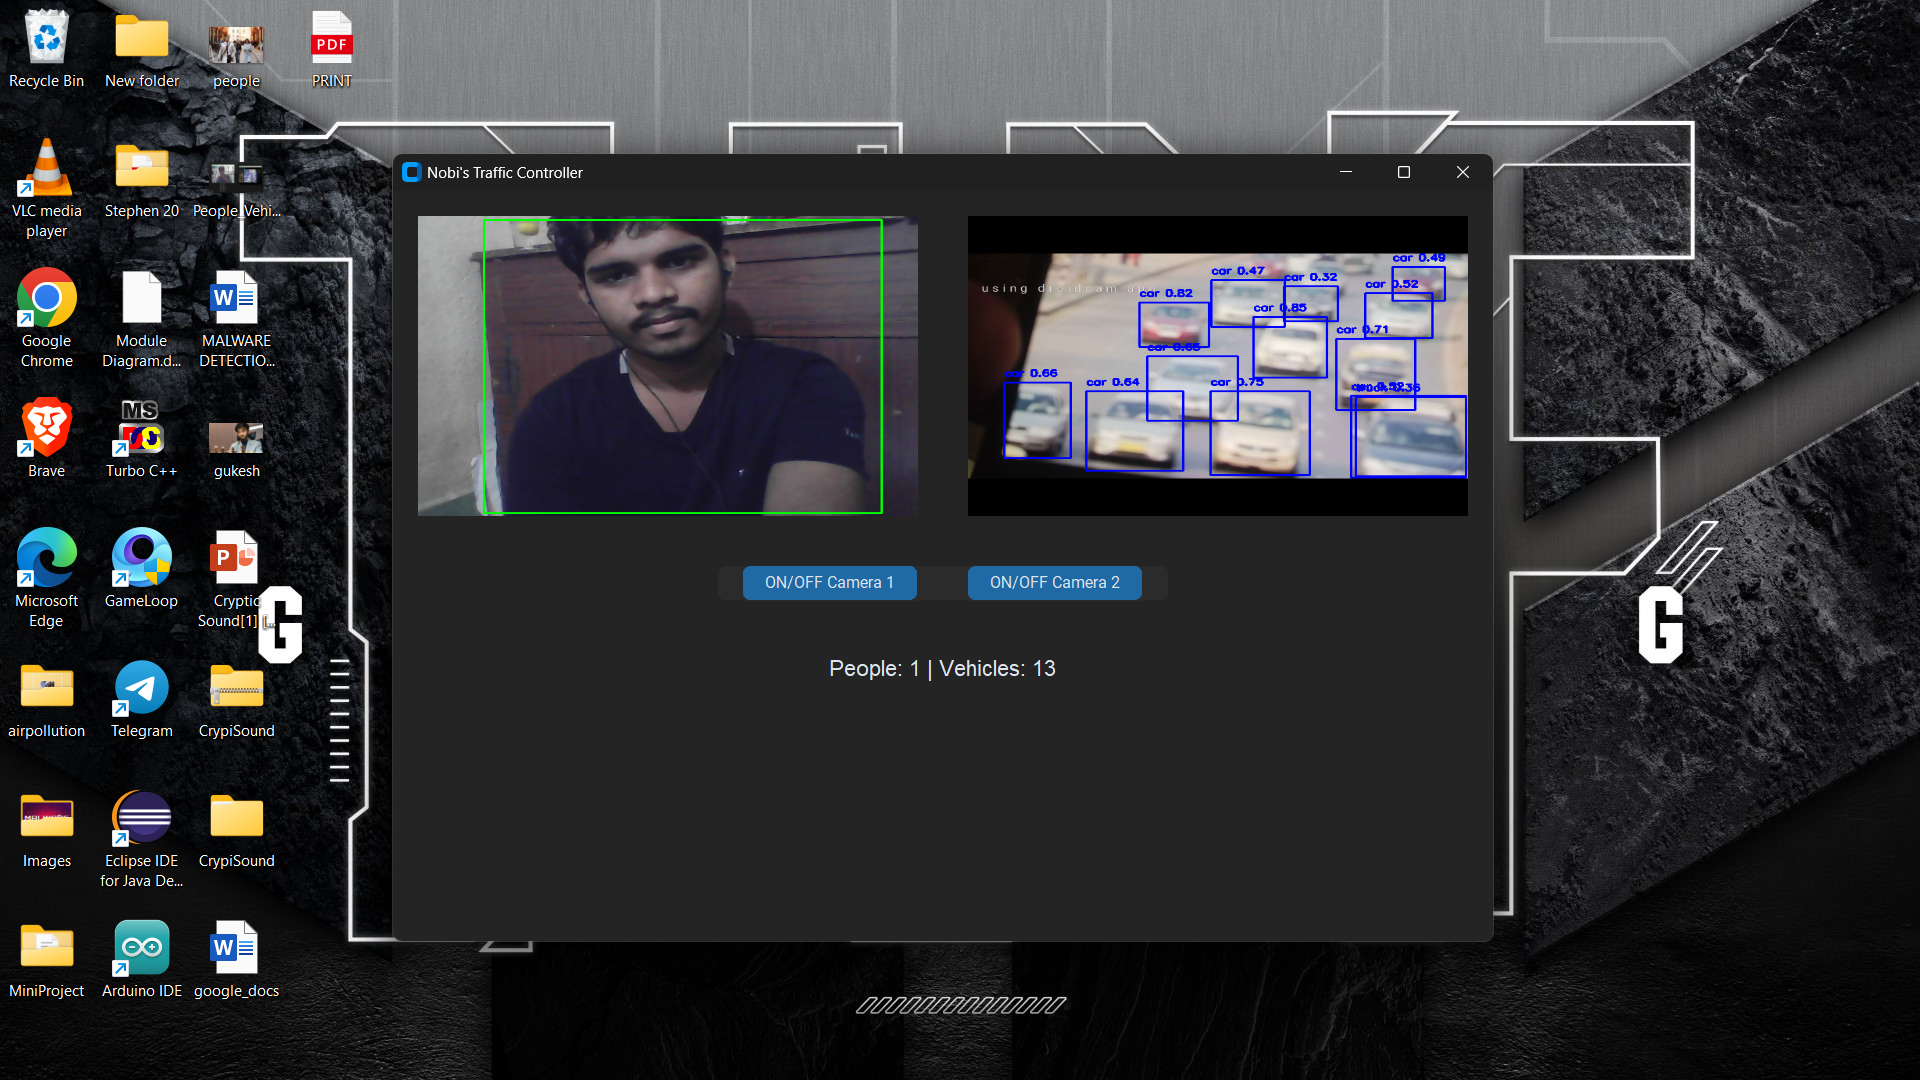 Recycle Bin
New folder
people
PDF
PRINT
VLC media
player
Stephen 20
People_Vehi...
Google
Chrome
Module
Diagram.d...
W
MALWARE
DETECTIO...
Brave
MS
Turbo C++
gukesh
Microsoft
Edge
GameLoop
P
Cryptic
Sound[1]
airpollution
Telegram
CrypiSound
Images
Eclipse IDE
for Java De...
CrypiSound
MiniProject
Arduino IDE
W
google_docs
G
G
Nobi's Traffic Controller
using droidcam app
car 0.49
car 0.47
car 0.32
car 0.52
car 0.82
car 0.85
car 0.71
car 0.65
car 0.66
car 0.64
car 0.75
ON/OFF Camera 1
ON/OFF Camera 2
People: 1 | Vehicles: 13